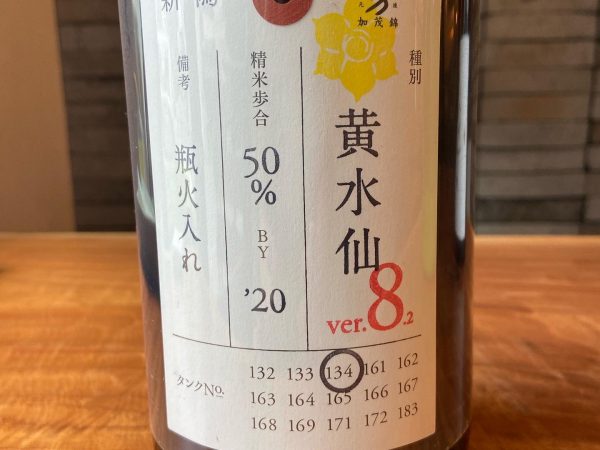 種別
加茂錦
黄水仙
ver.8.2
精米歩合
50%
BY
'20
新潟
備考
瓶火入れ
タンクNo.
132 133 134 161 162
163 164 165 166 167
168 169 171 172 183